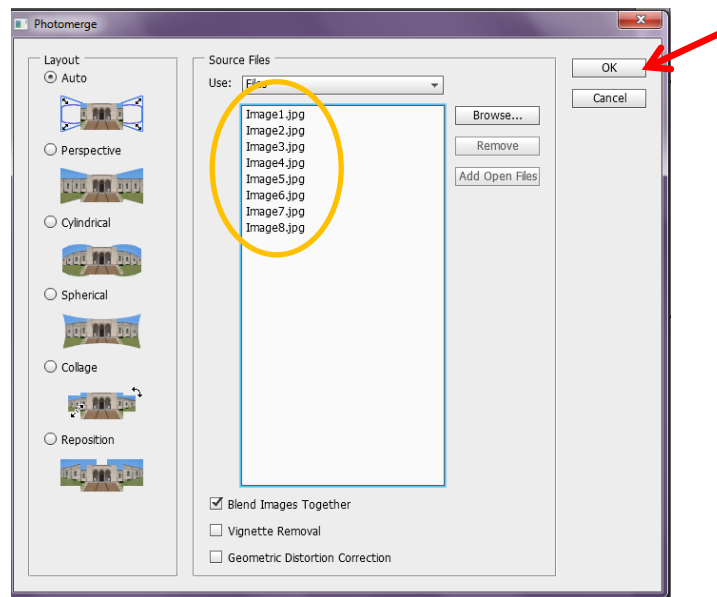 Photomerge
Layout
Auto
Perspective
Cylindrical
Spherical
Collage
Reposition
Source Files
Use: Files
Image1.jpg
Image2.jpg
Image3.jpg
Image4.jpg
Image5.jpg
Image6.jpg
Image7.jpg
Image8.jpg
Browse...
Remove
Add Open Files
Blend Images Together
Vignette Removal
Geometric Distortion Correction
OK
Cancel